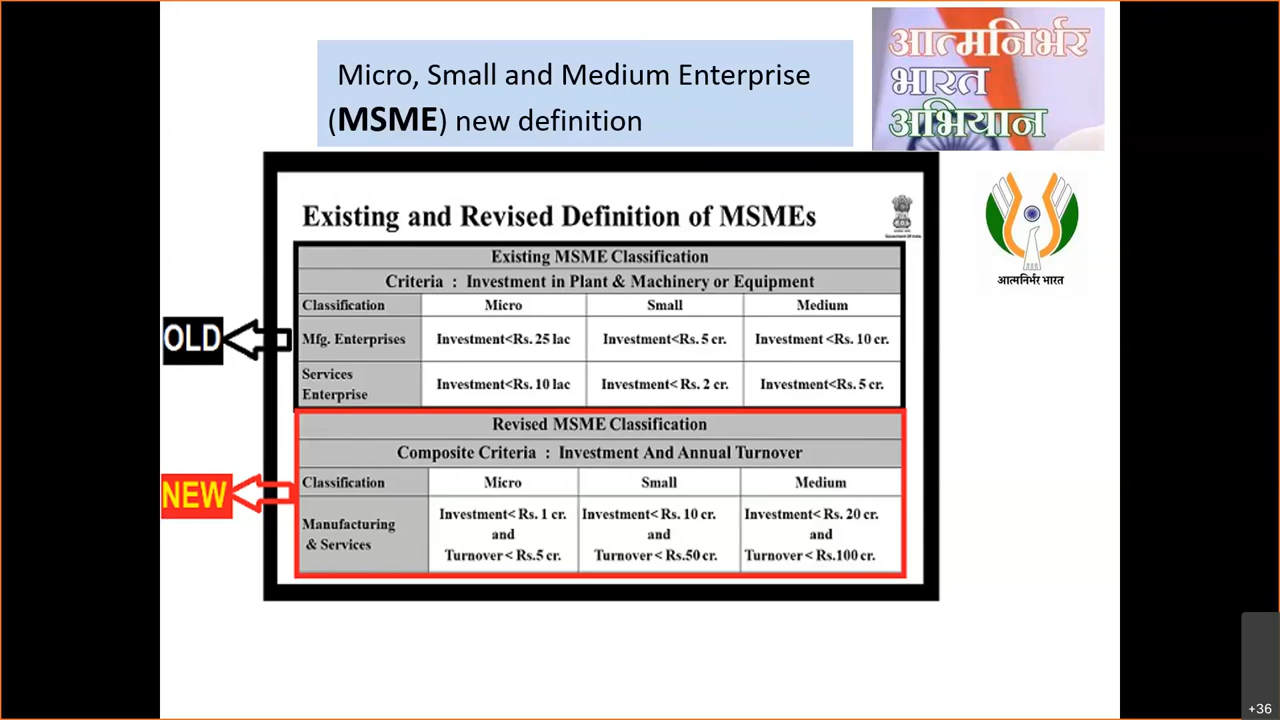 Micro, Small and Medium Enterprise
(MSME) new definition
आत्मनिर्भर
भारत
अभियान
आत्मनिर्भर भारत
Existing and Revised Definition of MSMEs
Existing MSME Classification
Criteria : Investment in Plant & Machinery or Equipment
Classification Micro Small Medium
OLD
Mfg. Enterprises Investment<Rs. 25 lac Investment<Rs. 5 cr. Investment <Rs. 10 cr.
Services
Enterprise Investment<Rs. 10 lac Investment< Rs. 2 cr. Investment<Rs. 5 cr.
Revised MSME Classification
Composite Criteria : Investment And Annual Turnover
Classification Micro Small Medium
NEW
Manufacturing
& Services
Investment< Rs. 1 cr. Investment< Rs. 10 cr. Investment< Rs. 20 cr.
and and and
Turnover < Rs.5 cr. Turnover < Rs.50 cr. Turnover < Rs.100 cr.
+36